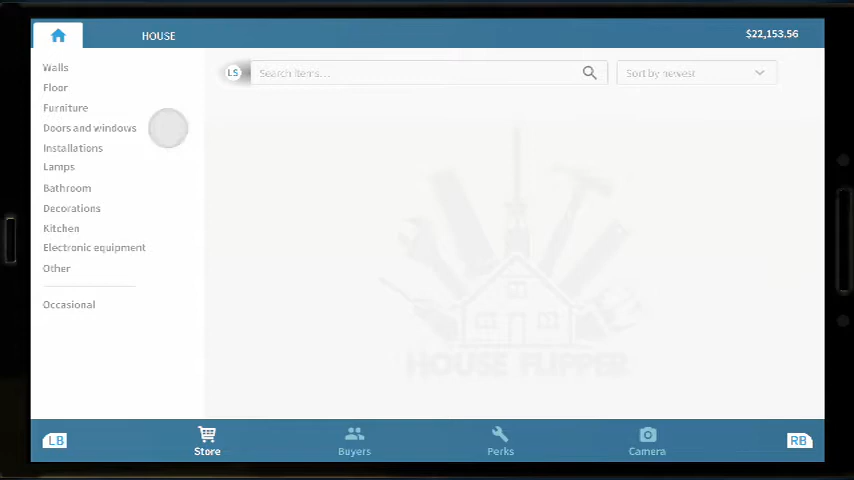 HOUSE
$22,153.56
Walls
Floor
Furniture
Doors and windows
Installations
Lamps
Bathroom
Decorations
Kitchen
Electronic equipment
Other
Occasional
LS
Search items...
Sort by newest
HOUSE FLIPPER
LB
Store
Buyers
Perks
Camera
RB